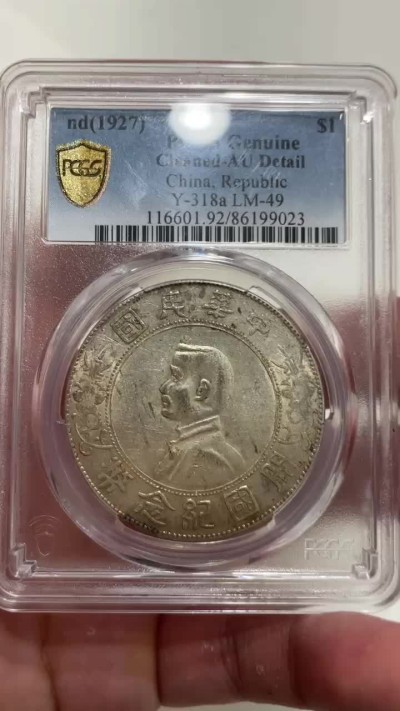 nd(1927) $1
Genuine
Cleaned-AU Detail
PCGS
China, Republic
Y-318a LM-49
116601.92/86199023
中華民國
開國紀念幣
PCGS